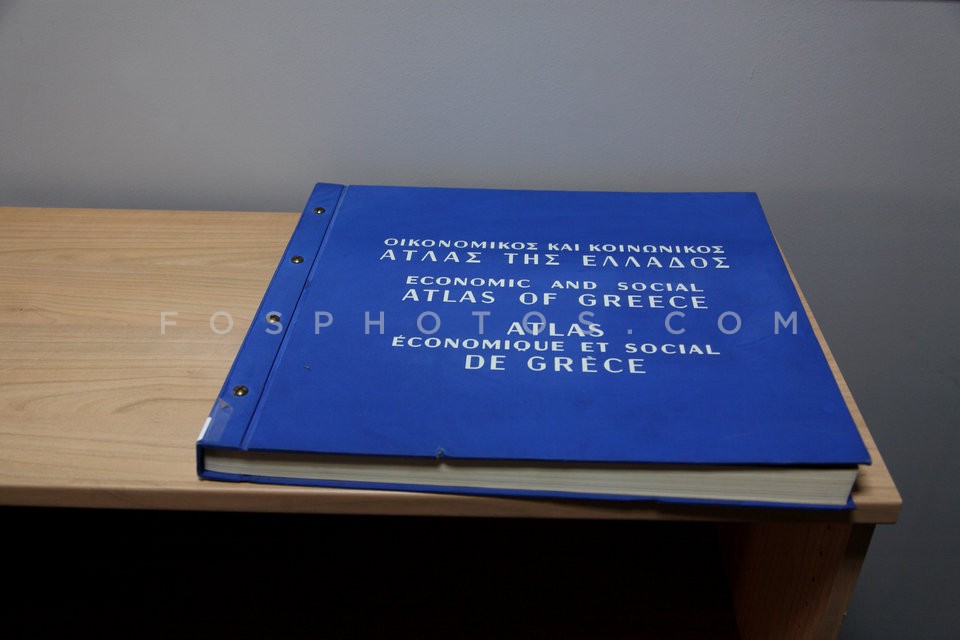 ΟΙΚΟΝΟΜΙΚΟΣ ΚΑΙ ΚΟΙΝΩΝΙΚΟΣ
ΑΤΛΑΣ ΤΗΣ ΕΛΛΑΔΟΣ
ECONOMIC AND SOCIAL
ATLAS OF GREECE
FOSPHOTOS.COM
ATLAS
ÉCONOMIQUE ET SOCIAL
DE GRÈCE